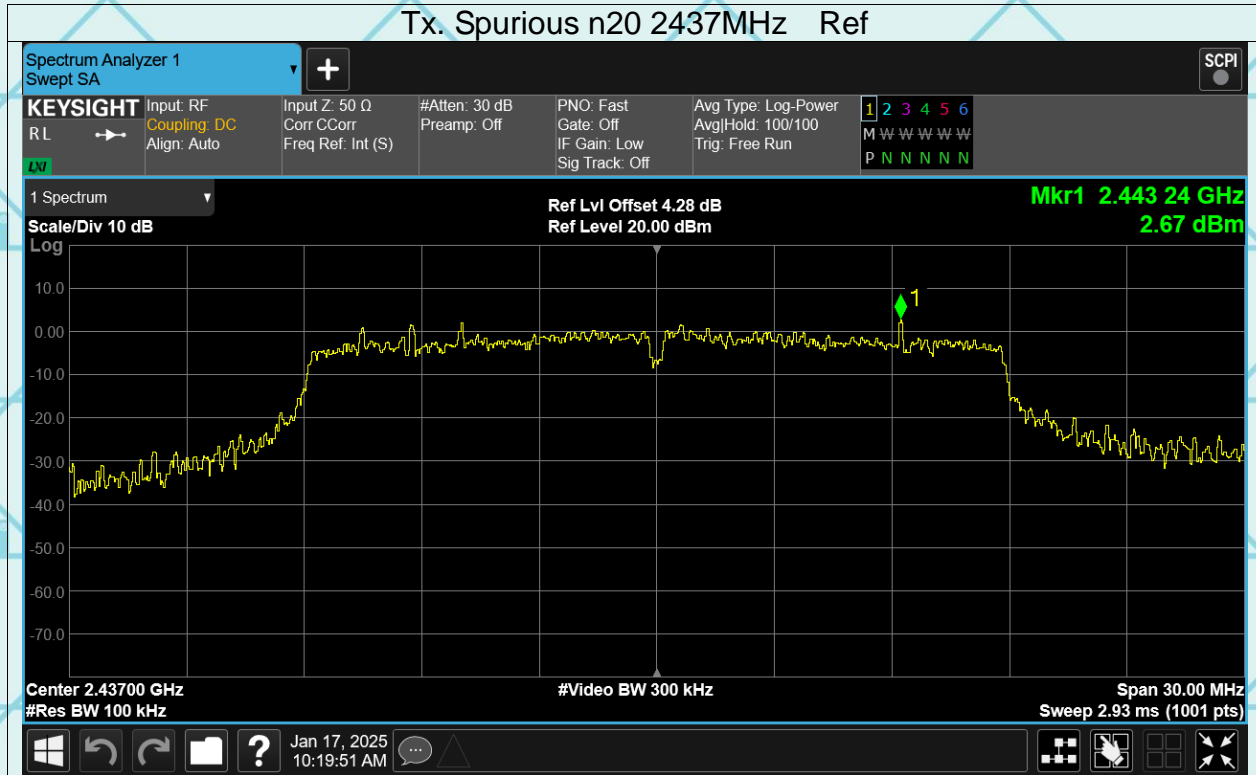 Tx. Spurious n20 2437MHz Ref
Spectrum Analyzer 1
Swept SA
+
SCPI
KEYSIGHT
RL
LXI
Input: RF
Coupling: DC
Align: Auto
Input Z: 50 Ω
Corr CCorr
Freq Ref: Int (S)
#Atten: 30 dB
Preamp: Off
PNO: Fast
Gate: Off
IF Gain: Low
Sig Track: Off
Avg Type: Log-Power
Avg|Hold: 100/100
Trig: Free Run
1 2 3 4 5 6
M W W W W W
P N N N N N
1 Spectrum
Scale/Div 10 dB
Log
Ref Lvl Offset 4.28 dB
Ref Level 20.00 dBm
Mkr1 2.443 24 GHz
2.67 dBm
1
10.0
0.00
-10.0
-20.0
-30.0
-40.0
-50.0
-60.0
-70.0
Center 2.43700 GHz
#Res BW 100 kHz
#Video BW 300 kHz
Span 30.00 MHz
Sweep 2.93 ms (1001 pts)
?
Jan 17, 2025
10:19:51 AM